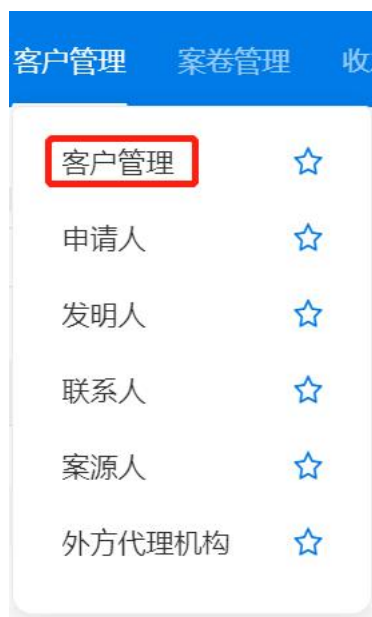 客户管理 案卷管理 收
客户管理
申请人
发明人
联系人
案源人
外方代理机构